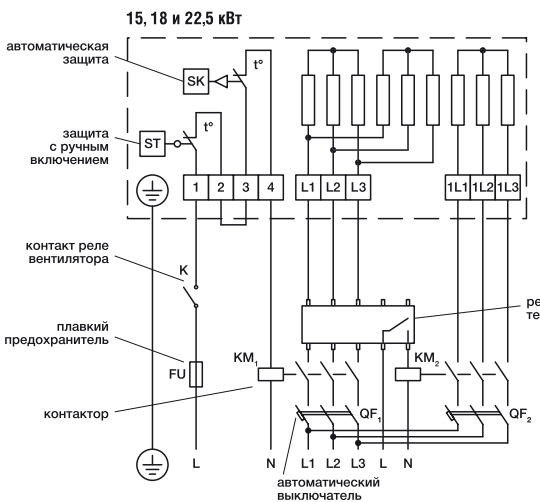 15, 18 и 22,5 кВт
автоматическая
защита
SK
t°
защита
с ручным
включением
ST
t°
1 2 3 4
L1 L2 L3
1L1 1L2 1L3
контакт реле
вентилятора
K
плавкий
предохранитель
FU
контактор
KM₁
KM₂
QF₁
QF₂
ре
те
L N L1 L2 L3 L N
автоматический
выключатель